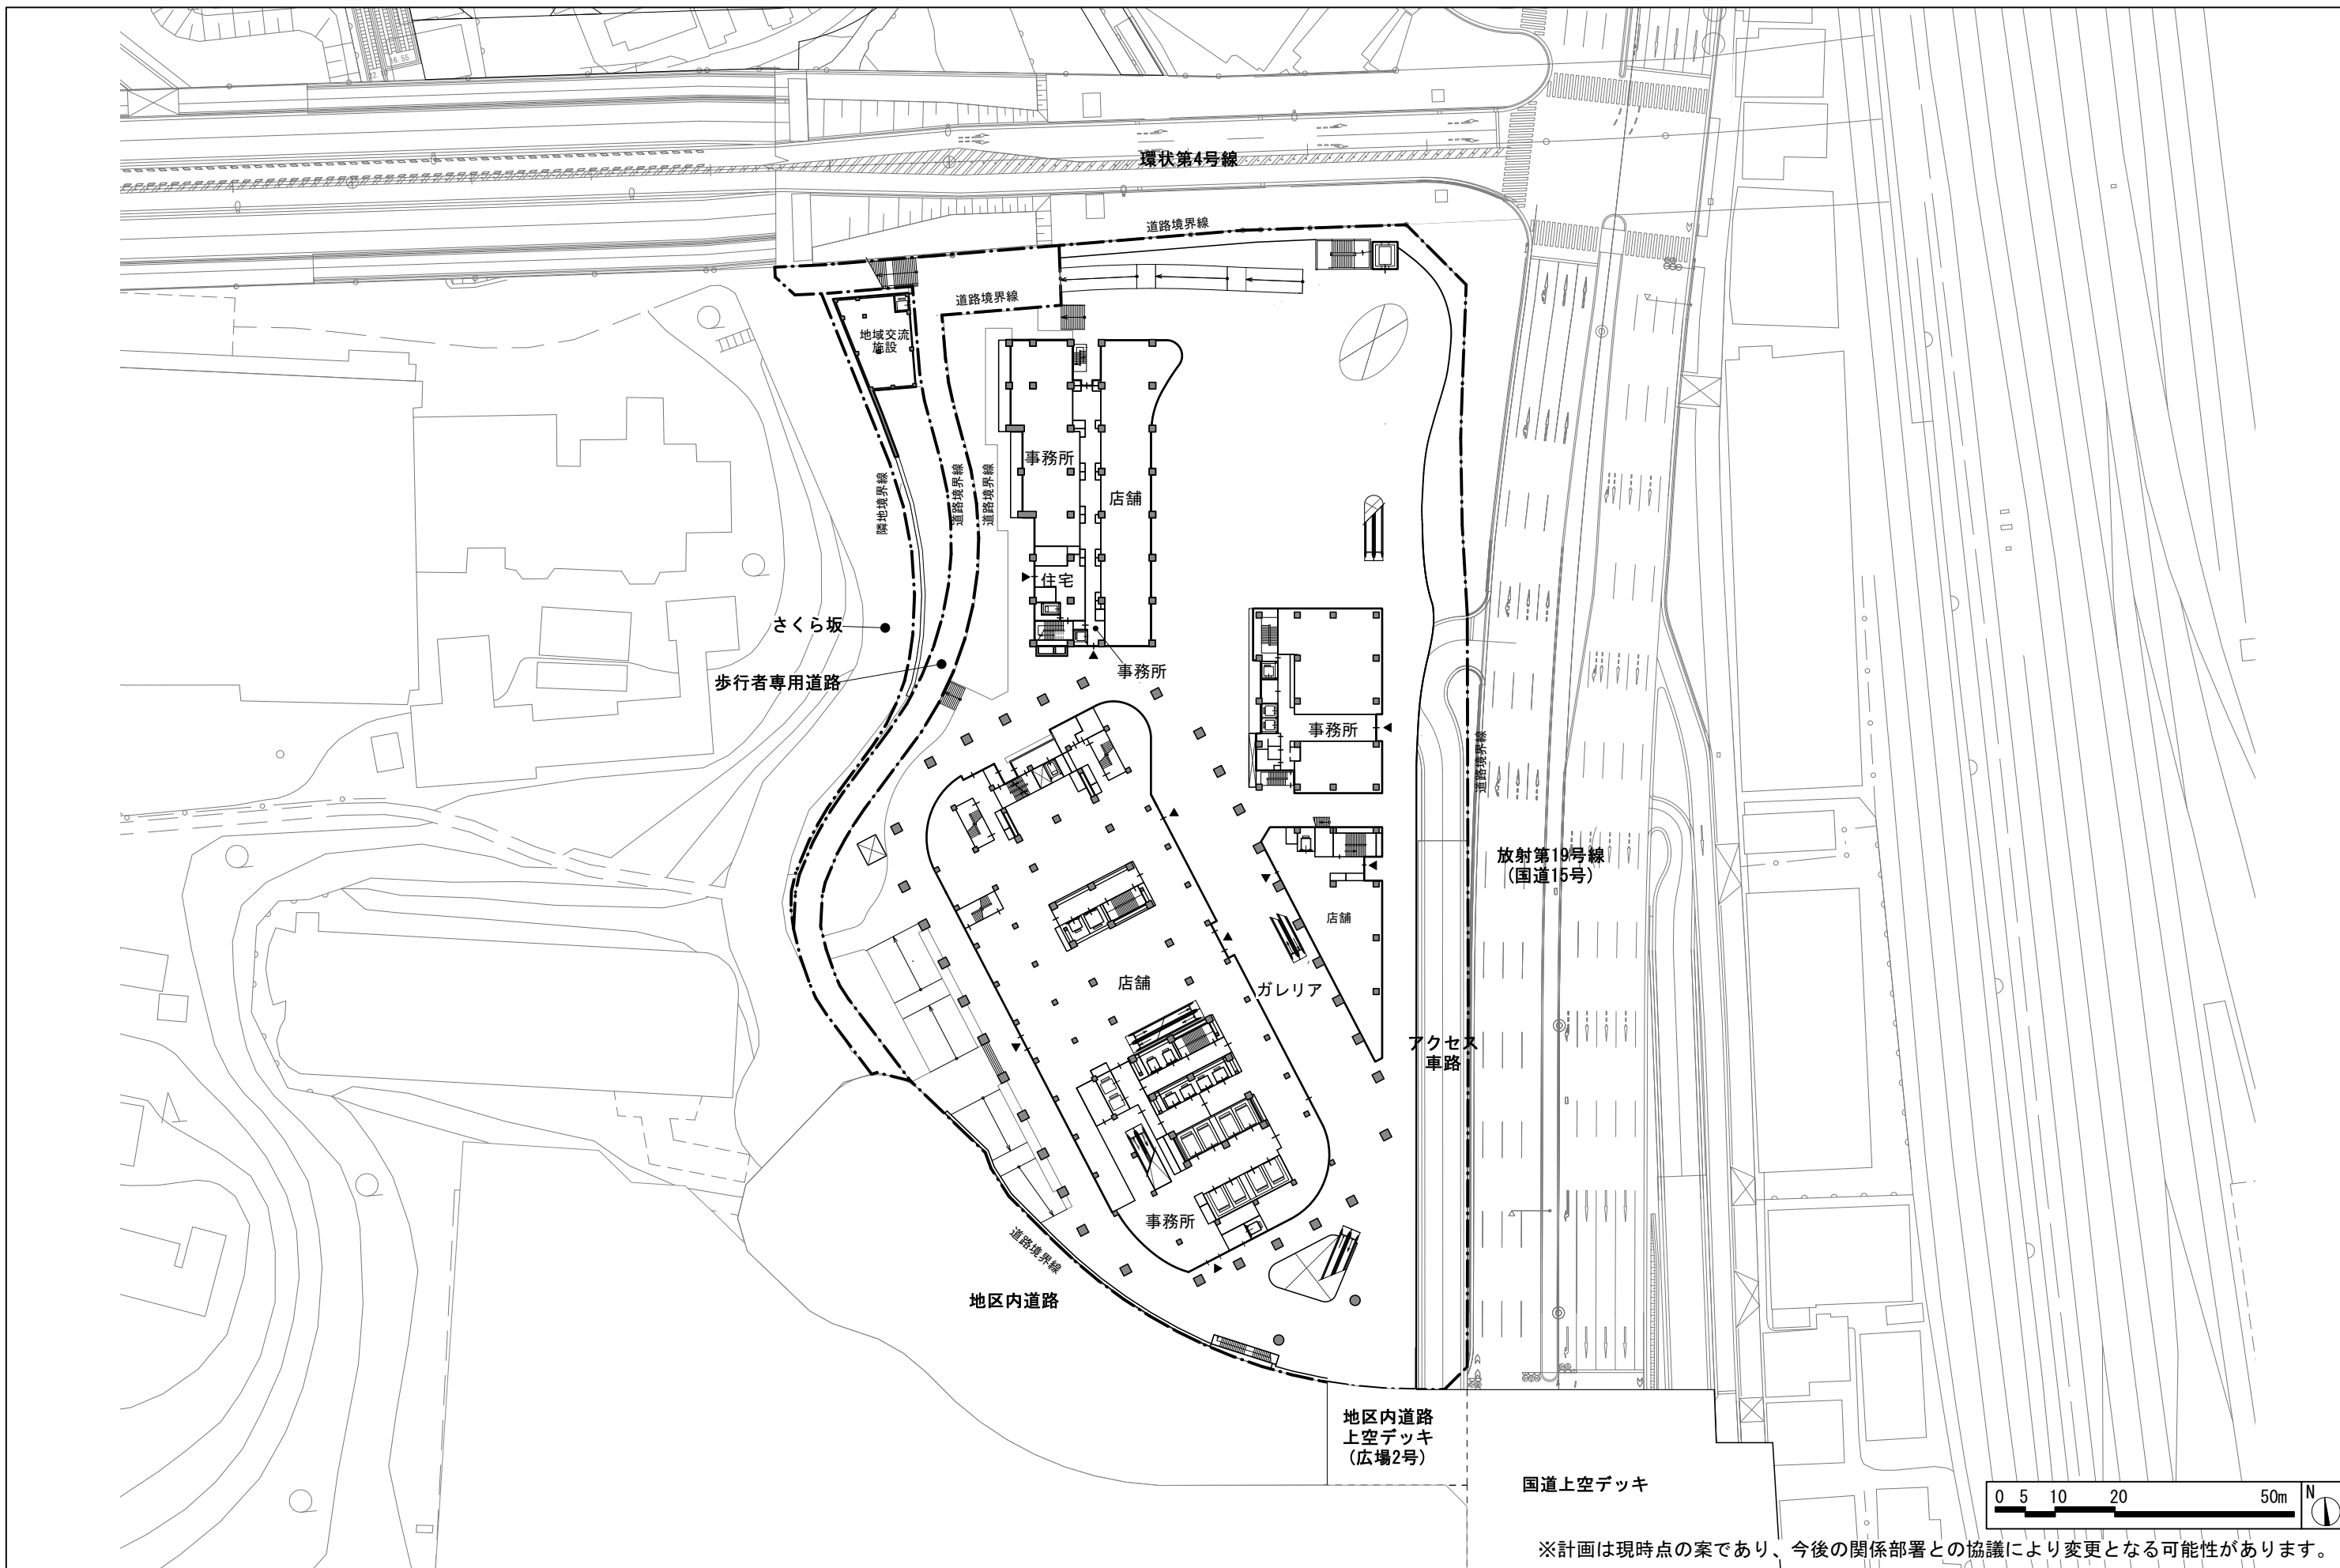 16.55
環状第4号線
道路境界線
道路境界線
地域交流
施設
事務所
店舗
隣地境界線
道路境界線
道路境界線
住宅
さくら坂
歩行者専用道路
事務所
事務所
道路境界線
放射第19号線
(国道15号)
店舗
店舗
ガレリア
アクセス
車路
事務所
道路境界線
地区内道路
地区内道路
上空デッキ
(広場2号)
国道上空デッキ
0 5 10 20 50m
N
※計画は現時点の案であり、今後の関係部署との協議により変更となる可能性があります。